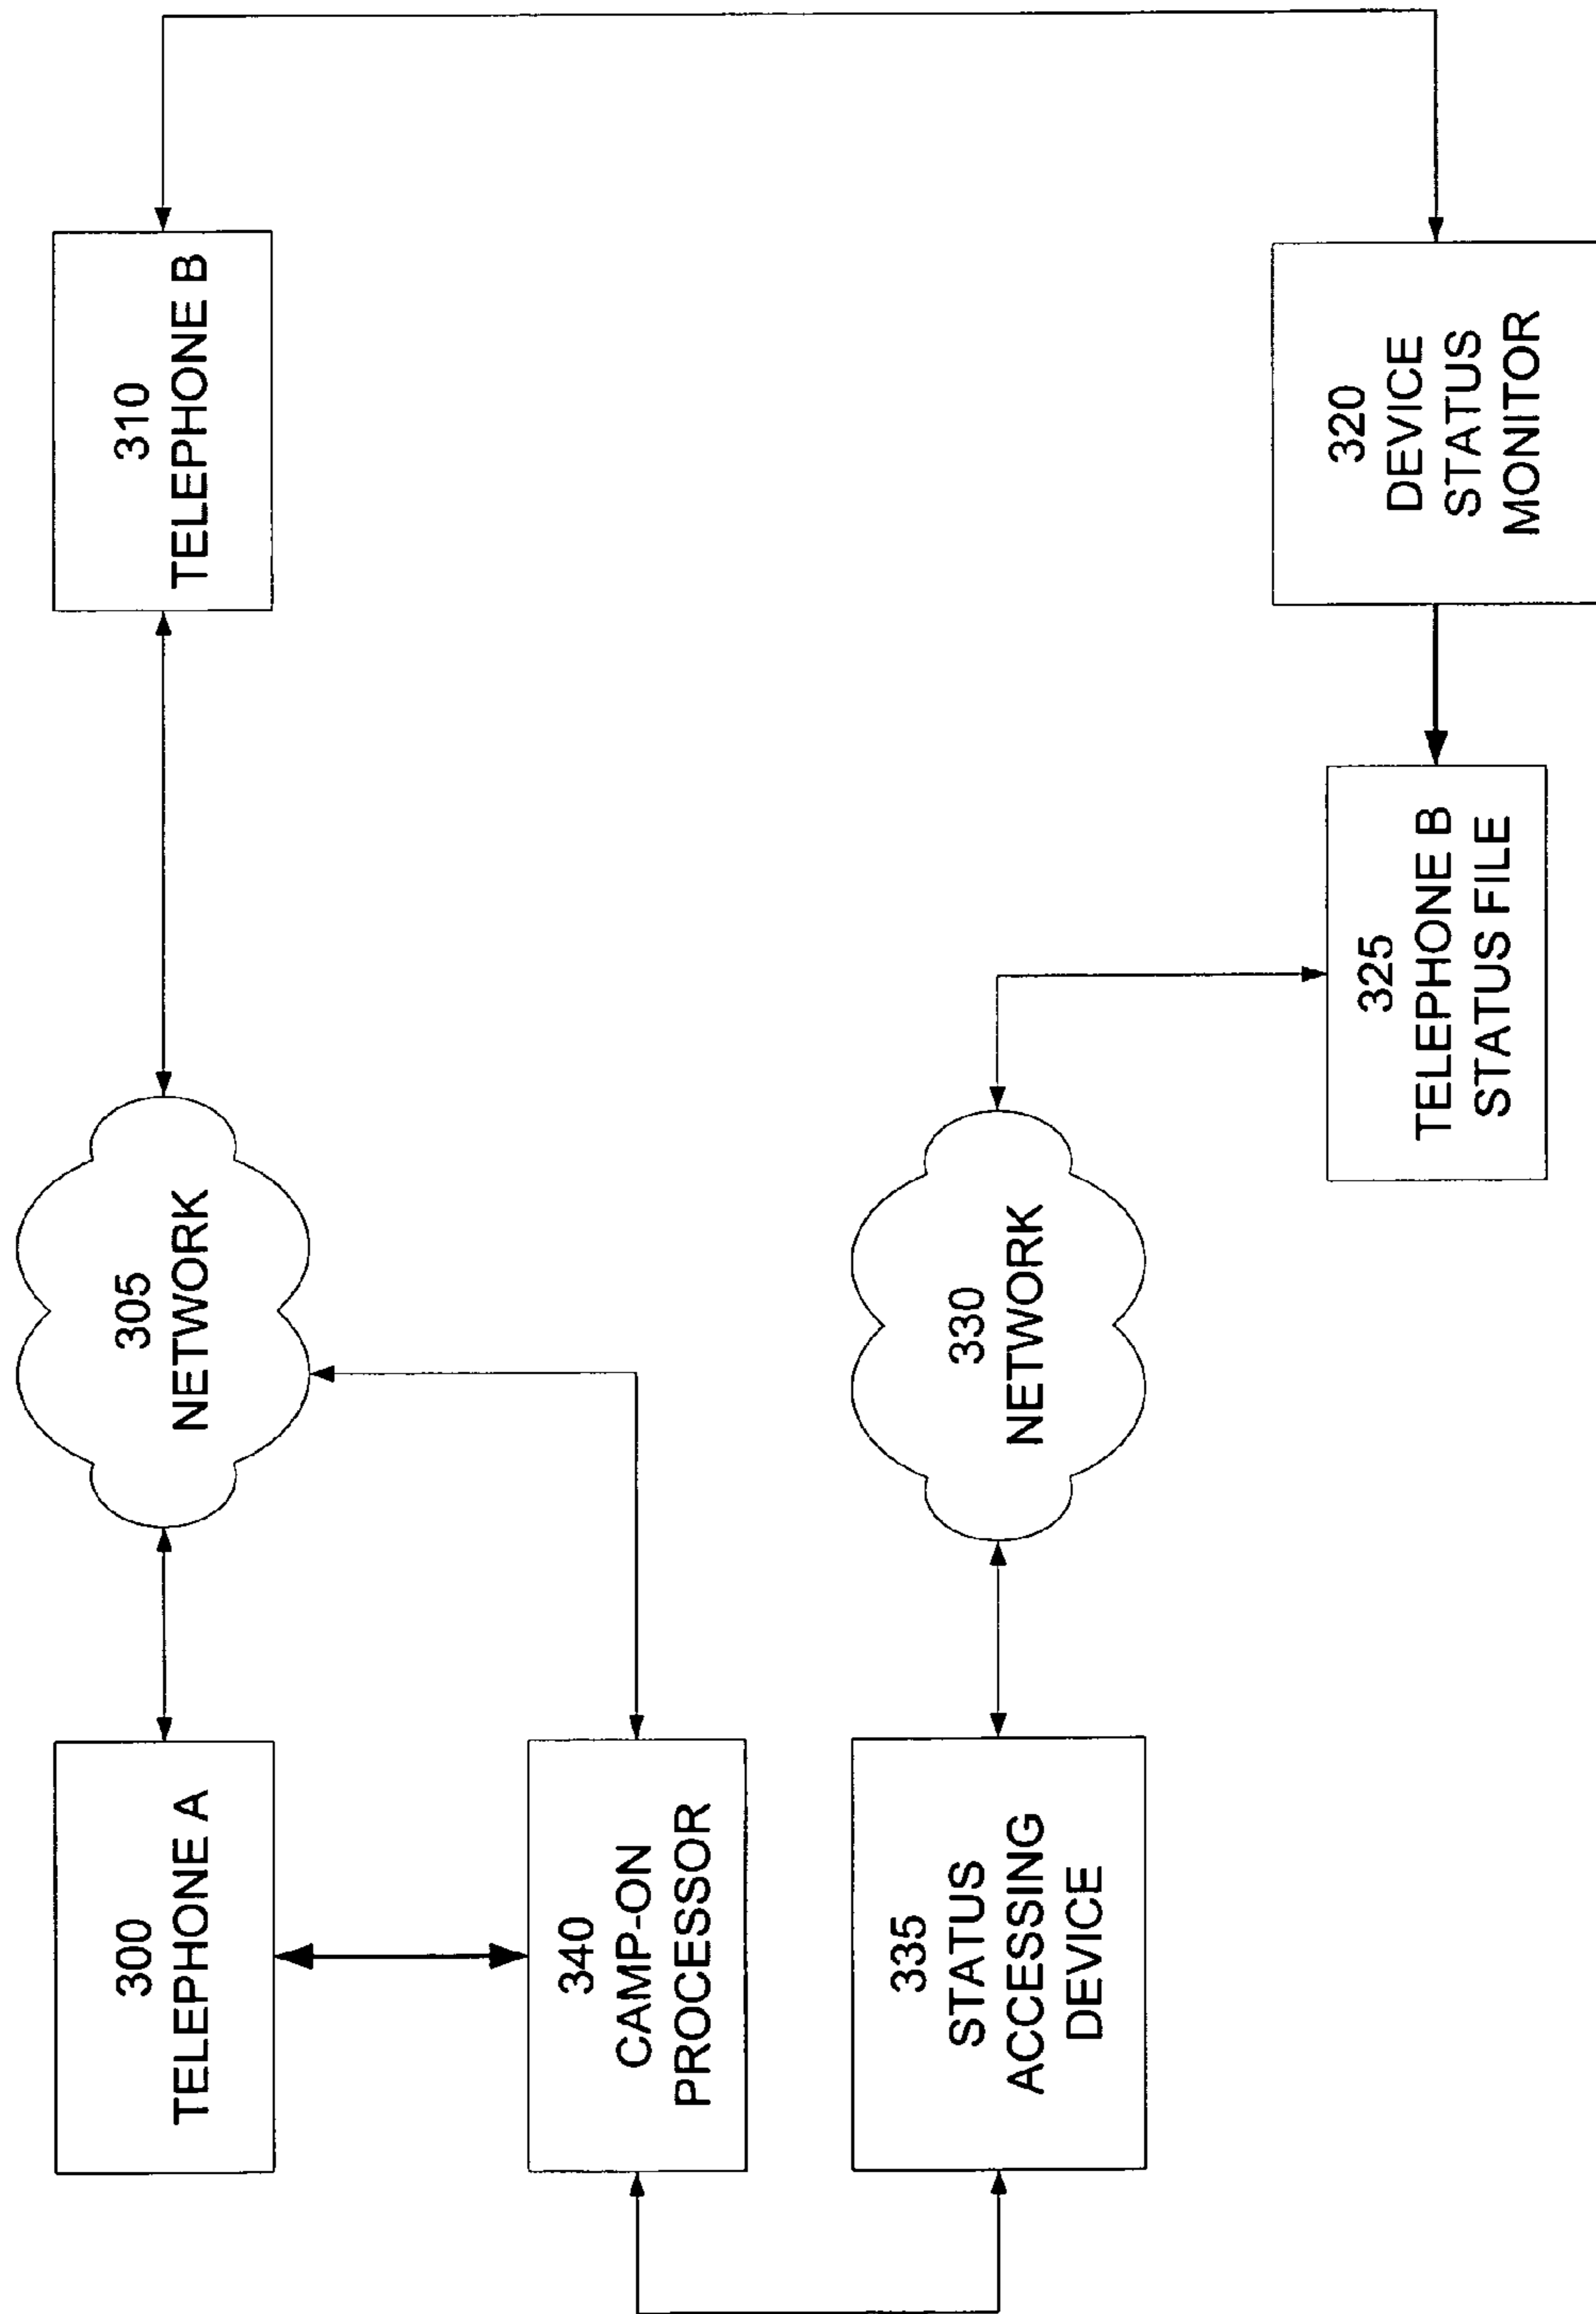 300
TELEPHONE A
305
NETWORK
310
TELEPHONE B
340
CAMP-ON
PROCESSOR
335
STATUS
ACCESSING
DEVICE
330
NETWORK
325
TELEPHONE B
STATUS FILE
320
DEVICE
STATUS
MONITOR